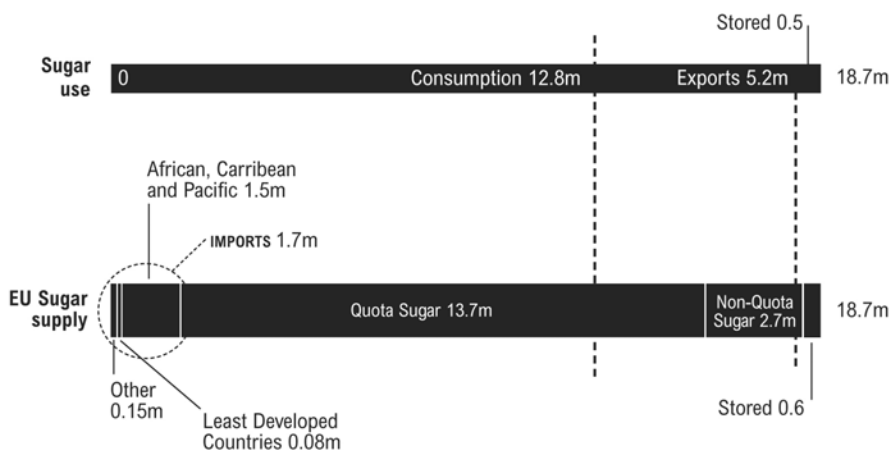 Stored 0.5
Sugar
use
0
Consumption 12.8m
Exports 5.2m
18.7m
African, Carribean
and Pacific 1.5m
IMPORTS 1.7m
EU Sugar
supply
Quota Sugar 13.7m
Non-Quota
Sugar 2.7m
18.7m
Other
0.15m
Least Developed
Countries 0.08m
Stored 0.6